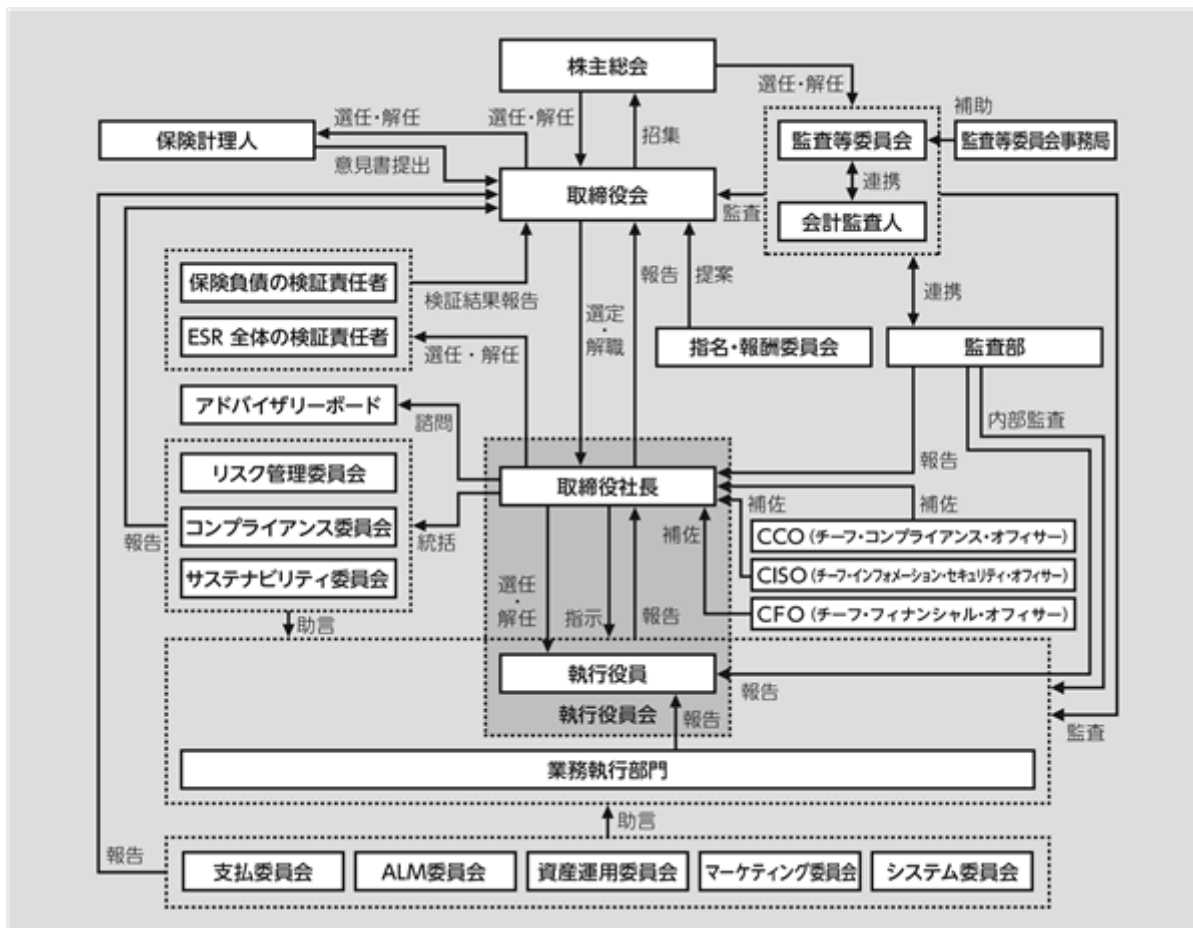 株主総会
選任・解任
補助
選任・解任
選任・解任
招集
保険計理人
監査等委員会
監査等委員会事務局
意見書提出
連携
取締役会
監査
会計監査人
保険負債の検証責任者
検証結果報告
報告
提案
連携
ESR 全体の検証責任者
選任・解任
選定・解職
指名・報酬委員会
監査部
アドバイザリーボード
諮問
内部監査
リスク管理委員会
報告
取締役社長
コンプライアンス委員会
報告
統括
補佐
補佐
補佐
CCO（チーフ・コンプライアンス・オフィサー）
サステナビリティ委員会
CISO（チーフ・インフォメーション・セキュリティ・オフィサー）
選任・解任
指示
報告
CFO（チーフ・フィナンシャル・オフィサー）
助言
執行役員
報告
執行役員会
報告
監査
業務執行部門
助言
報告
支払委員会
ALM委員会
資産運用委員会
マーケティング委員会
システム委員会